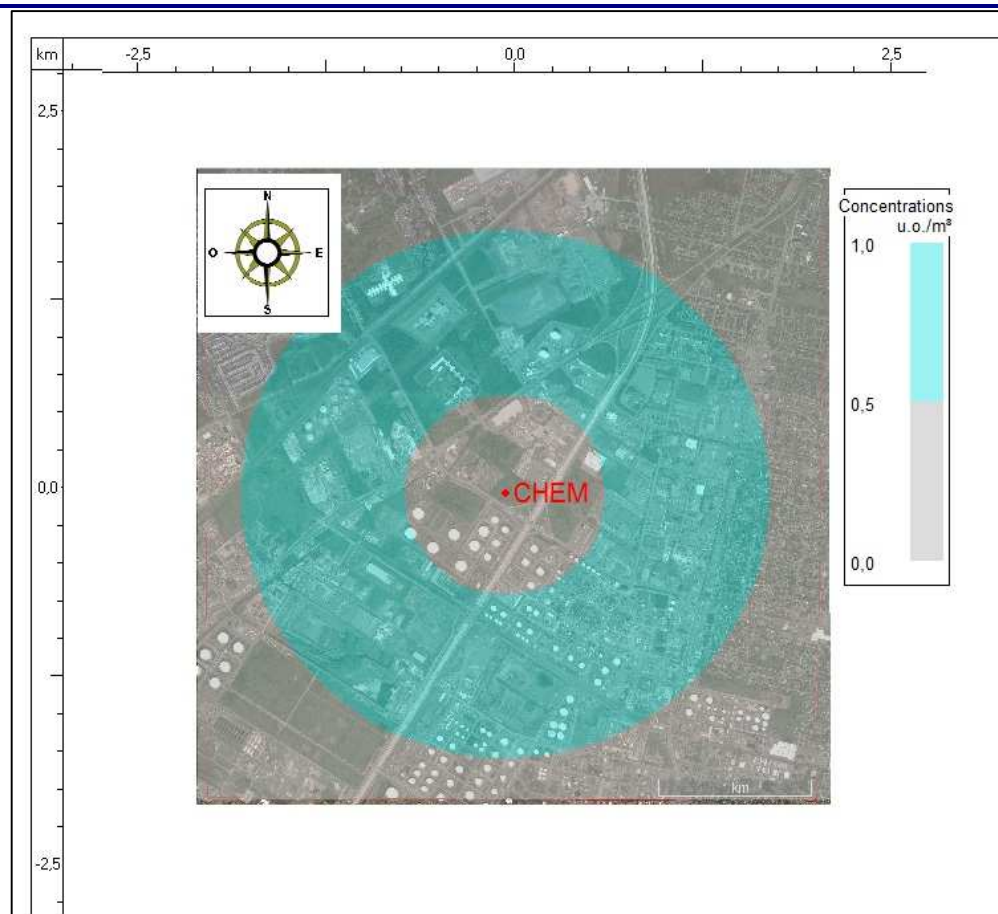 km -2,5 0,0 2,5
2,5
N
O E
S
Concentrations
u.o./m³
1,0
0,5
0,0
0,0
CHEM
km
-2,5